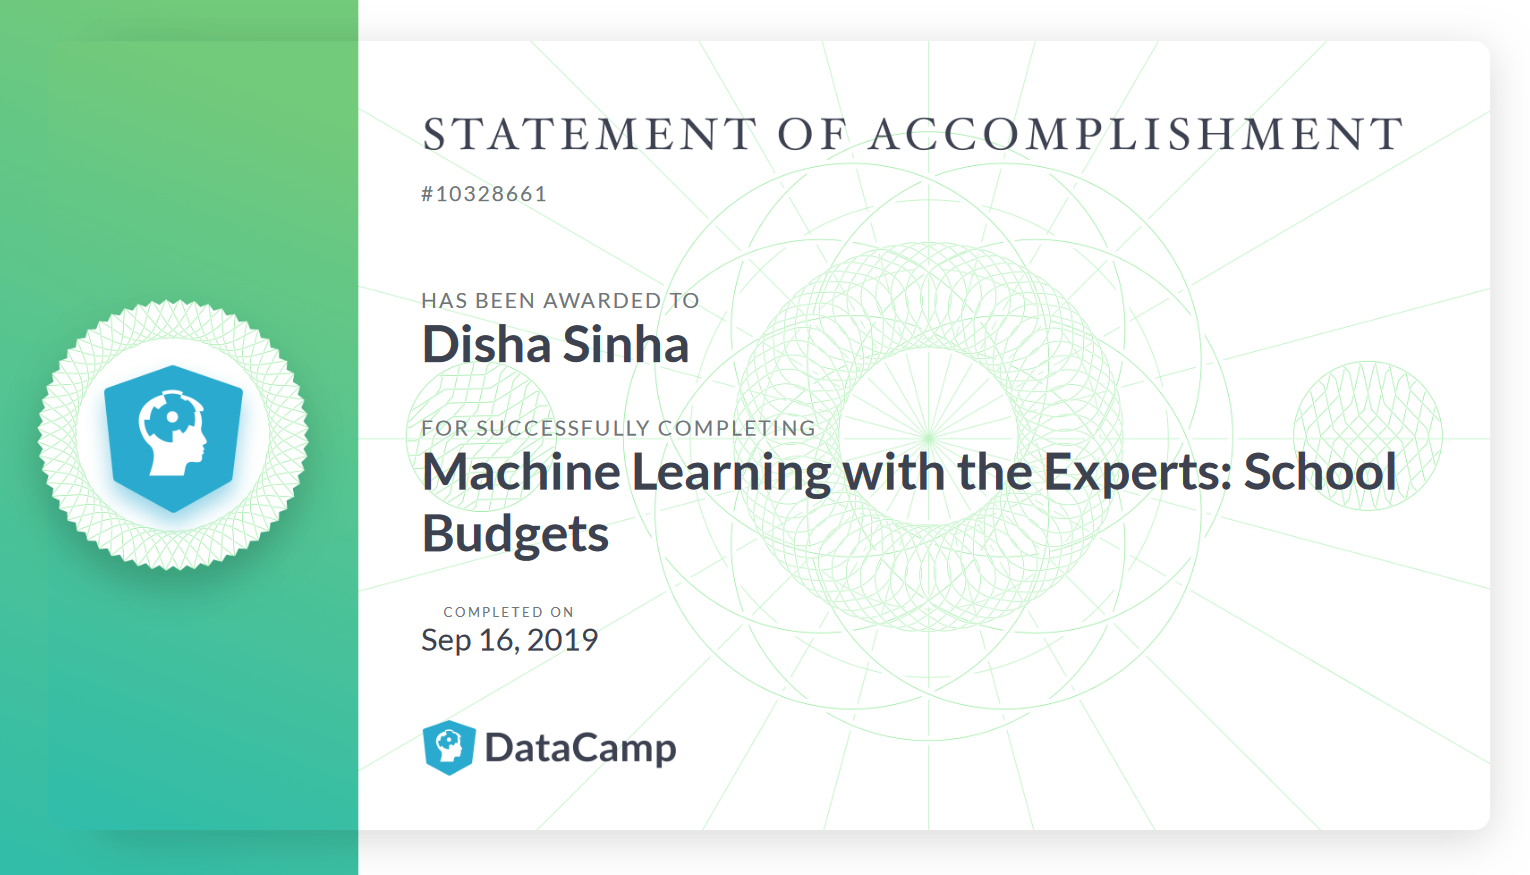 STATEMENT OF ACCOMPLISHMENT
#10328661
HAS BEEN AWARDED TO
Disha Sinha
FOR SUCCESSFULLY COMPLETING
Machine Learning with the Experts: School
Budgets
COMPLETED ON
Sep 16, 2019
DataCamp